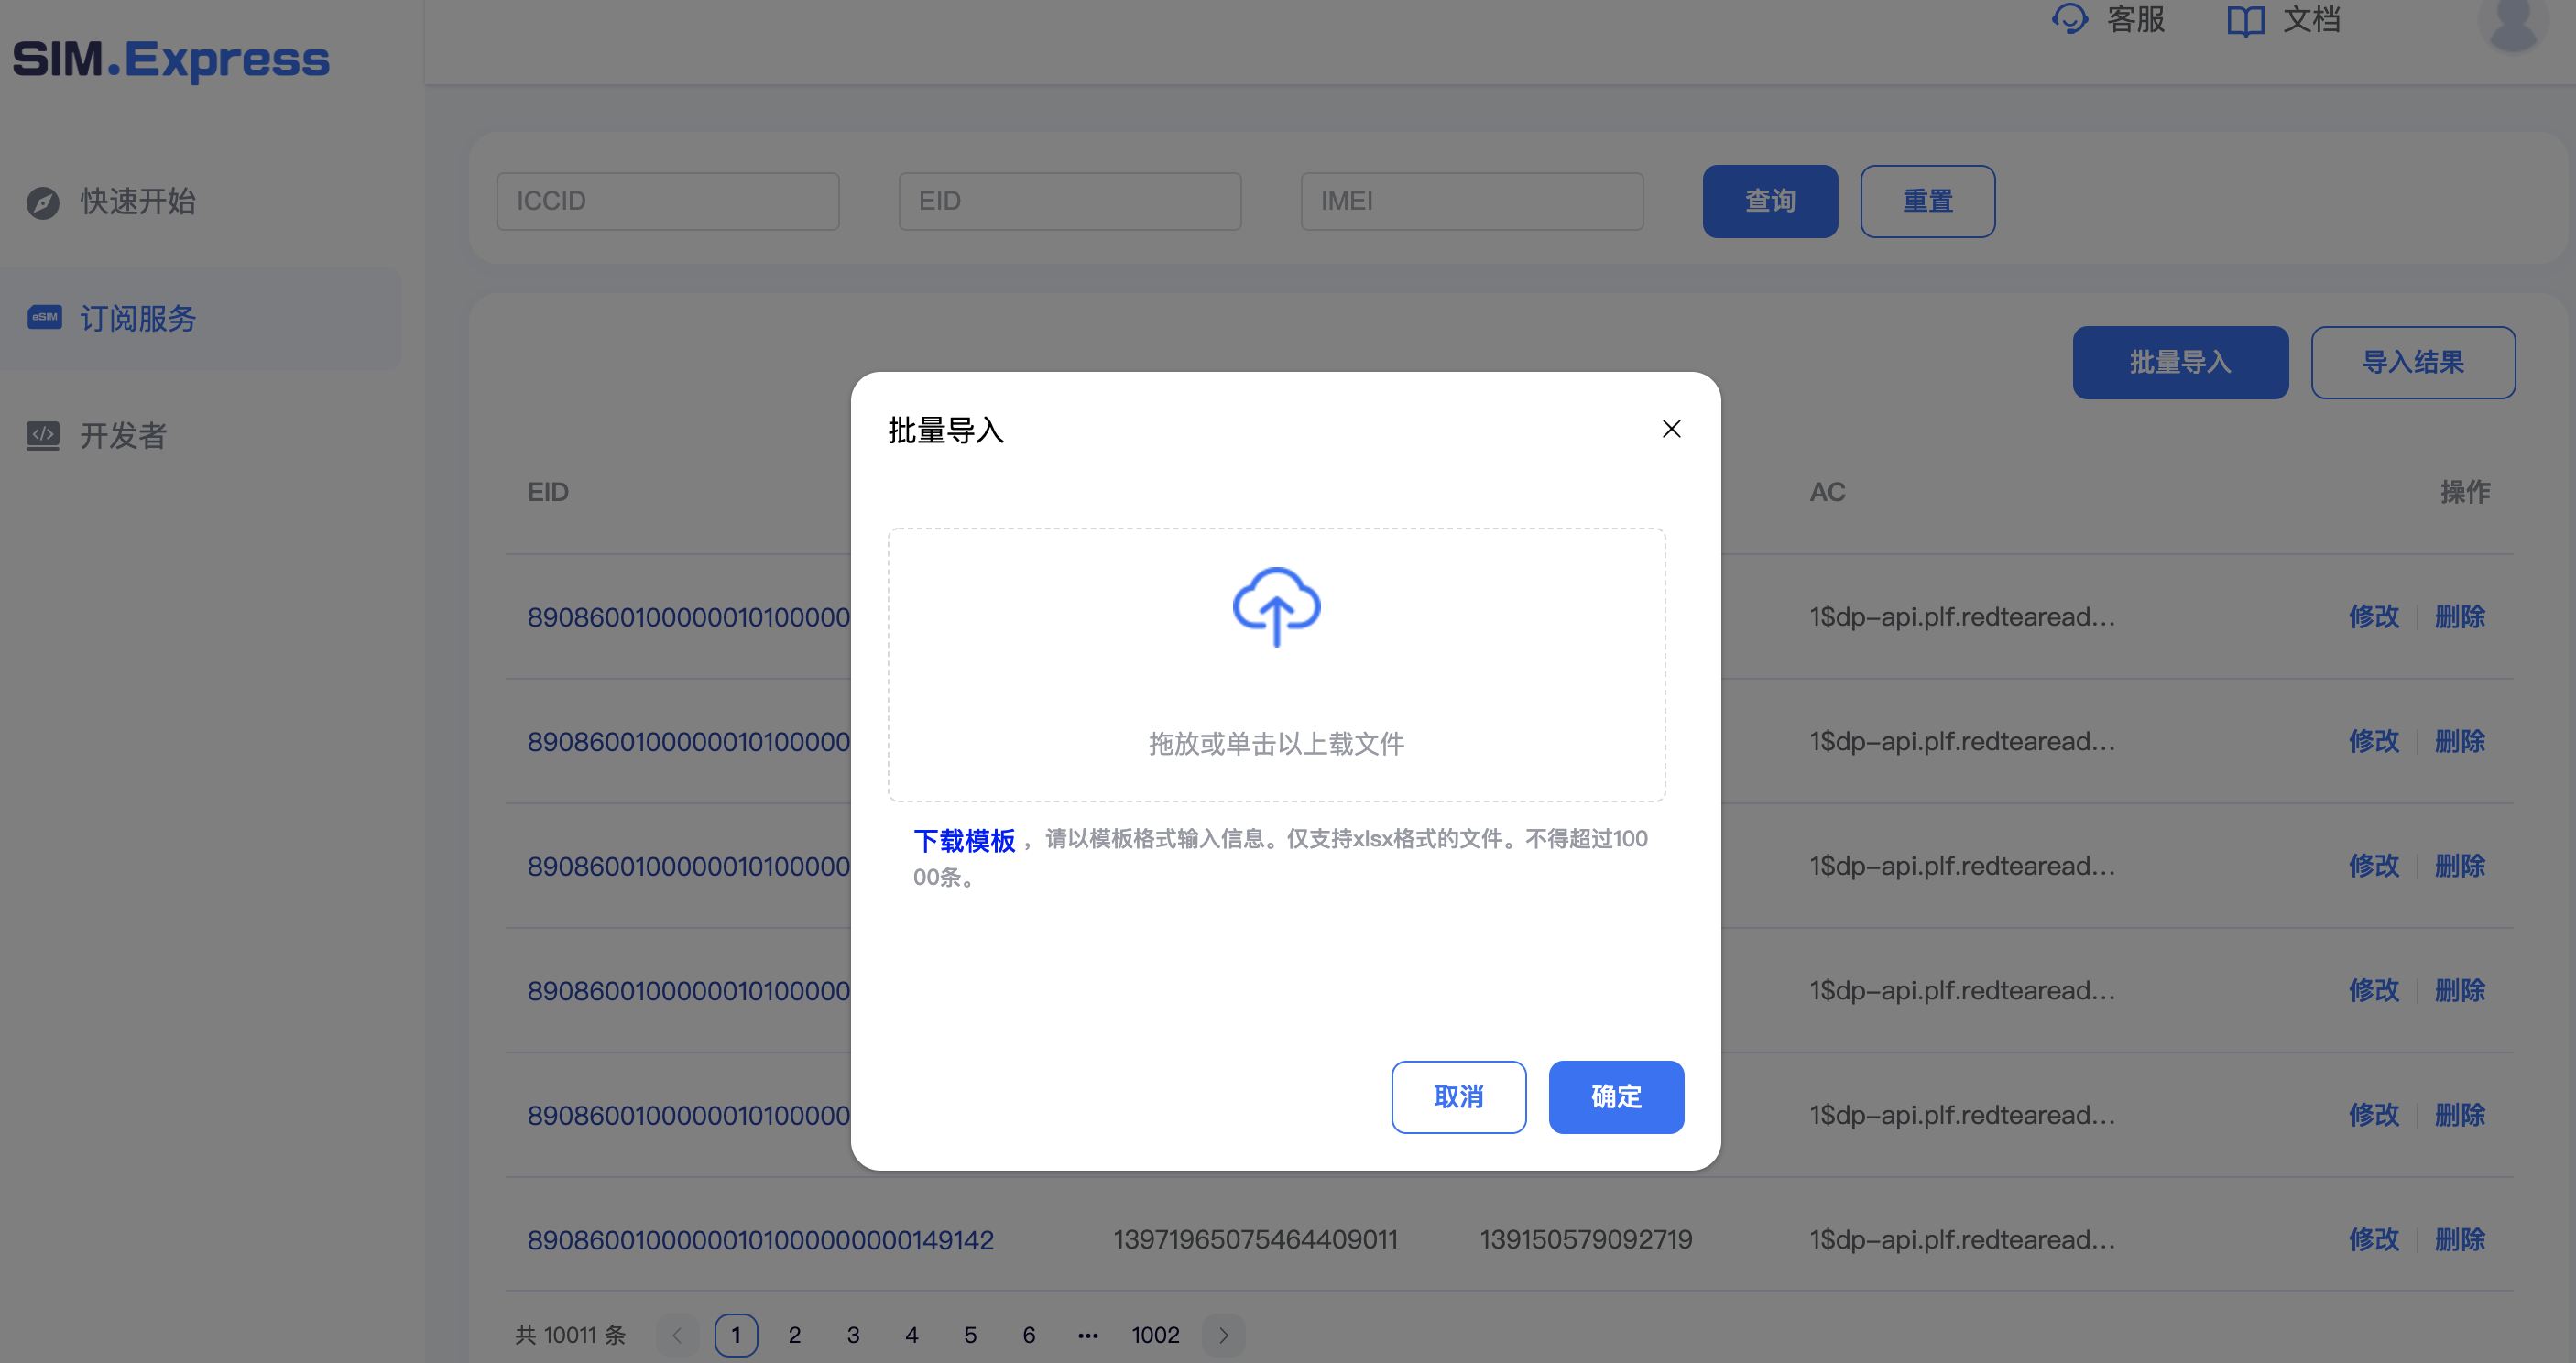 SIM.Express
客服
文档
快速开始
eSIM 订阅服务
</> 开发者
ICCID
EID
IMEI
查询
重置
批量导入
导入结果
EID
AC
操作
89086001000000101000000
1$dp-api.plf.redtearead...
修改
删除
89086001000000101000000
1$dp-api.plf.redtearead...
修改
删除
89086001000000101000000
1$dp-api.plf.redtearead...
修改
删除
89086001000000101000000
1$dp-api.plf.redtearead...
修改
删除
89086001000000101000000
1$dp-api.plf.redtearead...
修改
删除
89086001000000101000000000149142
13971965075464409011
139150579092719
1$dp-api.plf.redtearead...
修改
删除
共 10011 条
1 2 3 4 5 6 ••• 1002
批量导入
拖放或单击以上载文件
下载模板 ，请以模板格式输入信息。仅支持xlsx格式的文件。不得超过100
00条。
取消
确定